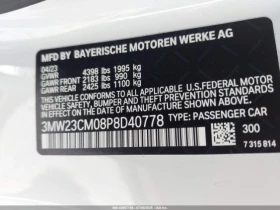 MFD. BY BAYERISCHE MOTOREN WERKE AG
04/23
GVWR 4398 lbs 1995 kg
GAWR FRONT 2183 lbs 990 kg
GAWR REAR 2425 lbs 1100 kg
THIS VEHICLE CONFORMS TO ALL APPLICABLE U.S. FEDERAL
MOTOR VEHICLE SAFETY, BUMPER, AND THEFT PREVENTION
STANDARDS IN EFFECT ON THE DATE OF MANUFACTURE SHOWN ABOVE.
3MW23CM08P8D40778 TYPE: PASSENGER CAR
300
7 315 814